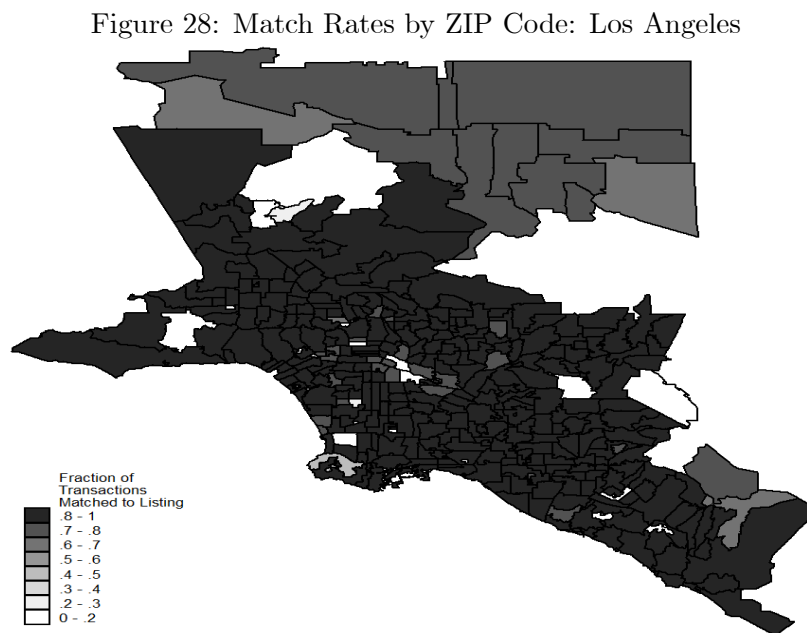 Figure 28: Match Rates by ZIP Code: Los Angeles
Fraction of
Transactions
Matched to Listing
.8 - 1
.7 - .8
.6 - .7
.5 - .6
.4 - .5
.3 - .4
.2 - .3
0 - .2